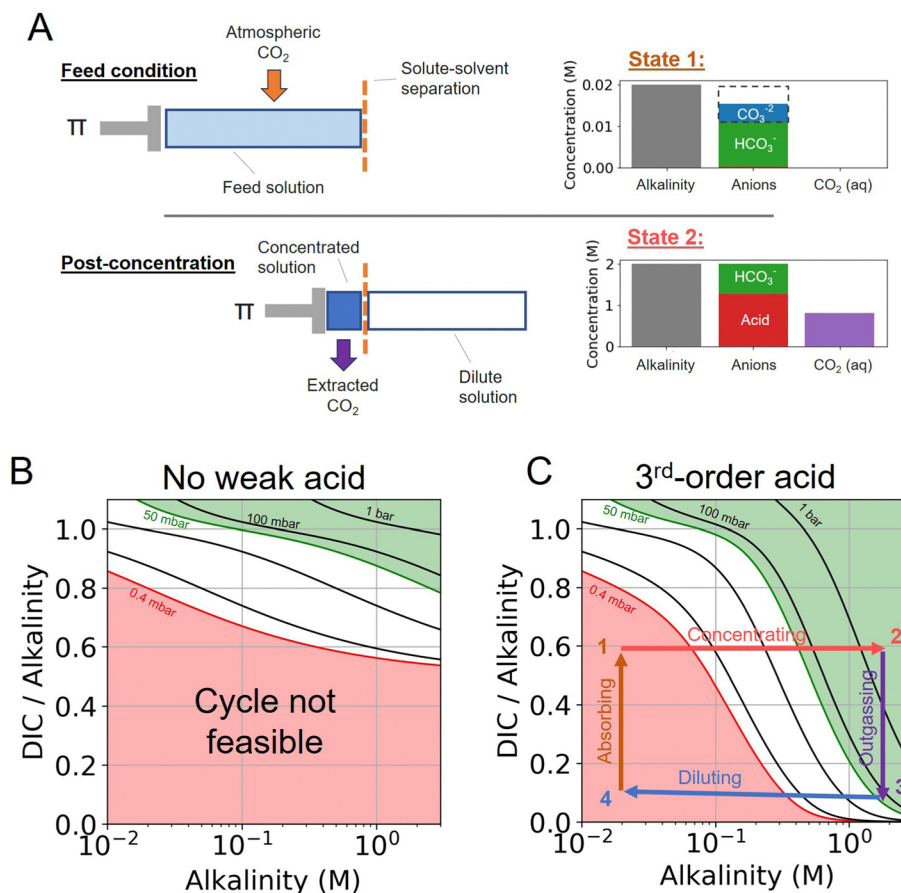 A
Feed condition
Atmospheric
CO₂
Solute-solvent
separation
π
Feed solution
State 1:
Concentration (M)
0.02
0.01
0.00
CO₃⁻²
HCO₃⁻
Alkalinity
Anions
CO₂ (aq)
Post-concentration
Concentrated
solution
π
Extracted
CO₂
Dilute
solution
State 2:
Concentration (M)
2
1
0
HCO₃⁻
Acid
Alkalinity
Anions
CO₂ (aq)
B
No weak acid
DIC / Alkalinity
1.0
0.8
0.6
0.4
0.2
0.0
50 mbar
100 mbar
1 bar
0.4 mbar
Cycle not
feasible
10⁻²
10⁻¹
10⁰
Alkalinity (M)
C
3ʳᵈ-order acid
DIC / Alkalinity
1.0
0.8
0.6
0.4
0.2
0.0
50 mbar
100 mbar
1 bar
0.4 mbar
1
Concentrating
2
Absorbing
Outgassing
4
Diluting
3
10⁻²
10⁻¹
10⁰
Alkalinity (M)